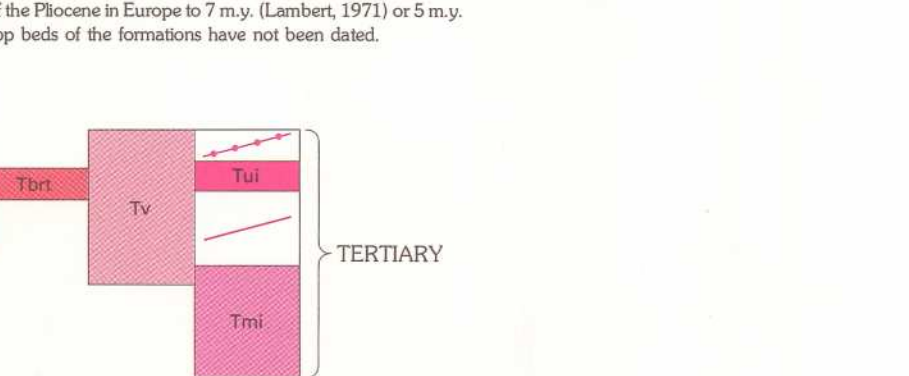 the Pliocene in Europe to 7 m.y. (Lambert, 1971) or 5 m.y.
beds of the formations have not been dated.
Tui
Tbrt
Tv
TERTIARY
Tmi